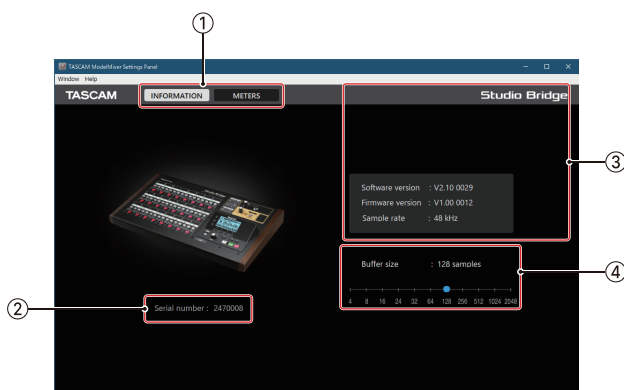 ①
TASCAM ModelMixer Settings Panel
Window Help
TASCAM INFORMATION METERS Studio Bridge
③
Software version : V2.10 0029
Firmware version : V1.00 0012
Sample rate : 48 kHz
Buffer size : 128 samples
④
4 8 16 24 32 64 128 256 512 1024 2048
② Serial number : 2470008